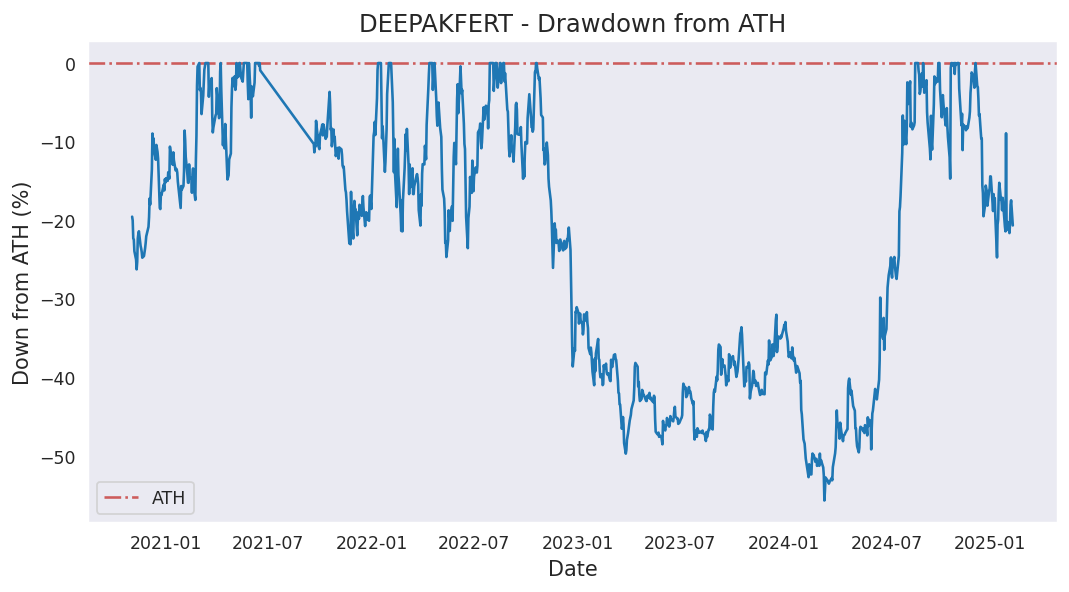 DEEPAKFERT - Drawdown from ATH
Down from ATH (%)
0
−10
−20
−30
−40
−50
ATH
2021-01 2021-07 2022-01 2022-07 2023-01 2023-07 2024-01 2024-07 2025-01
Date